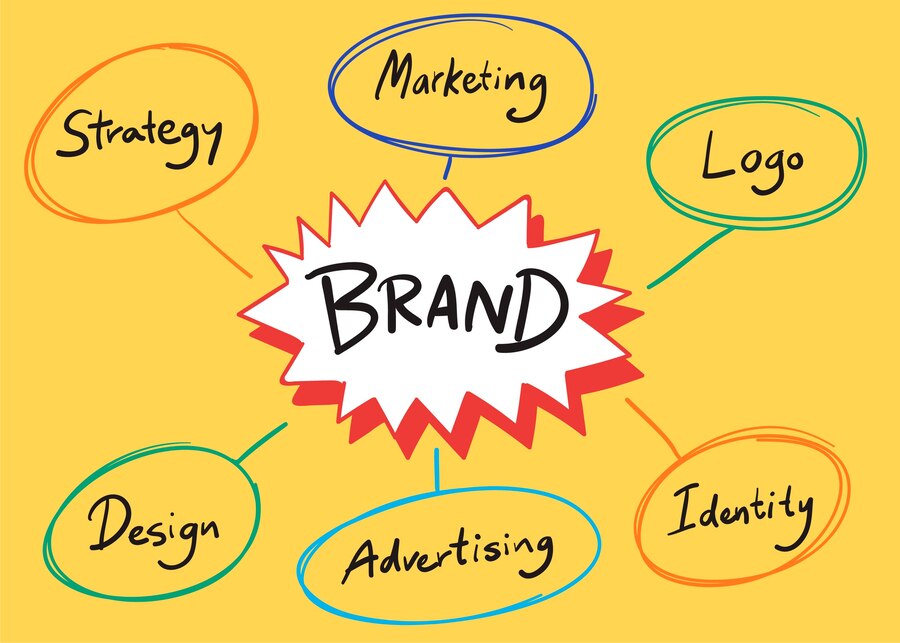 Marketing
Strategy
Logo
BRAND
Design
Advertising
Identity